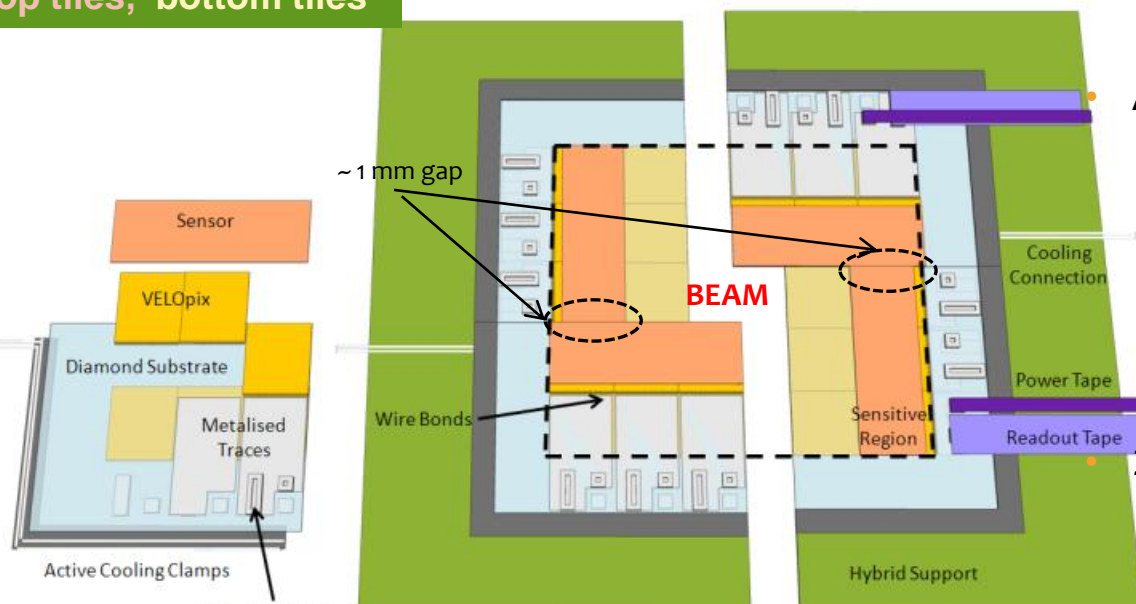 op tiles, bottom tiles
~ 1 mm gap
Sensor
VELOpix
Diamond Substrate
Metalised
Traces
Active Cooling Clamps
Wire Bonds
BEAM
Cooling
Connection
Power Tape
Sensitive
Region
Readout Tape
Hybrid Support